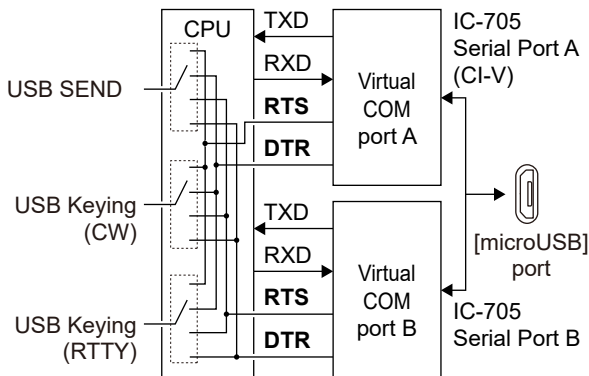 CPU
TXD
RXD
RTS
DTR
Virtual
COM
port A
IC-705
Serial Port A
(CI-V)
USB SEND
USB Keying
(CW)
USB Keying
(RTTY)
TXD
RXD
RTS
DTR
Virtual
COM
port B
[microUSB]
port
IC-705
Serial Port B